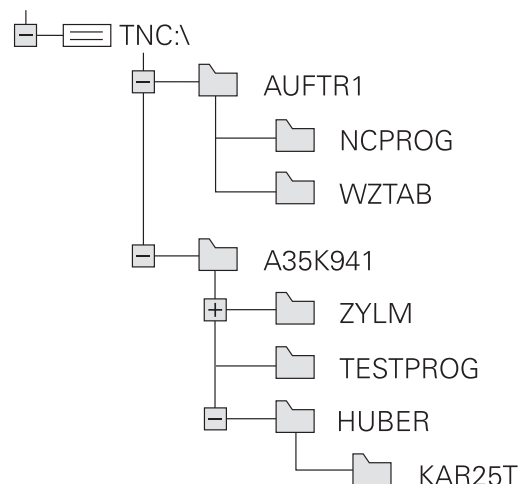 TNC:\
AUFTR1
NCPROG
WZTAB
A35K941
ZYLM
TESTPROG
HUBER
KAR25T